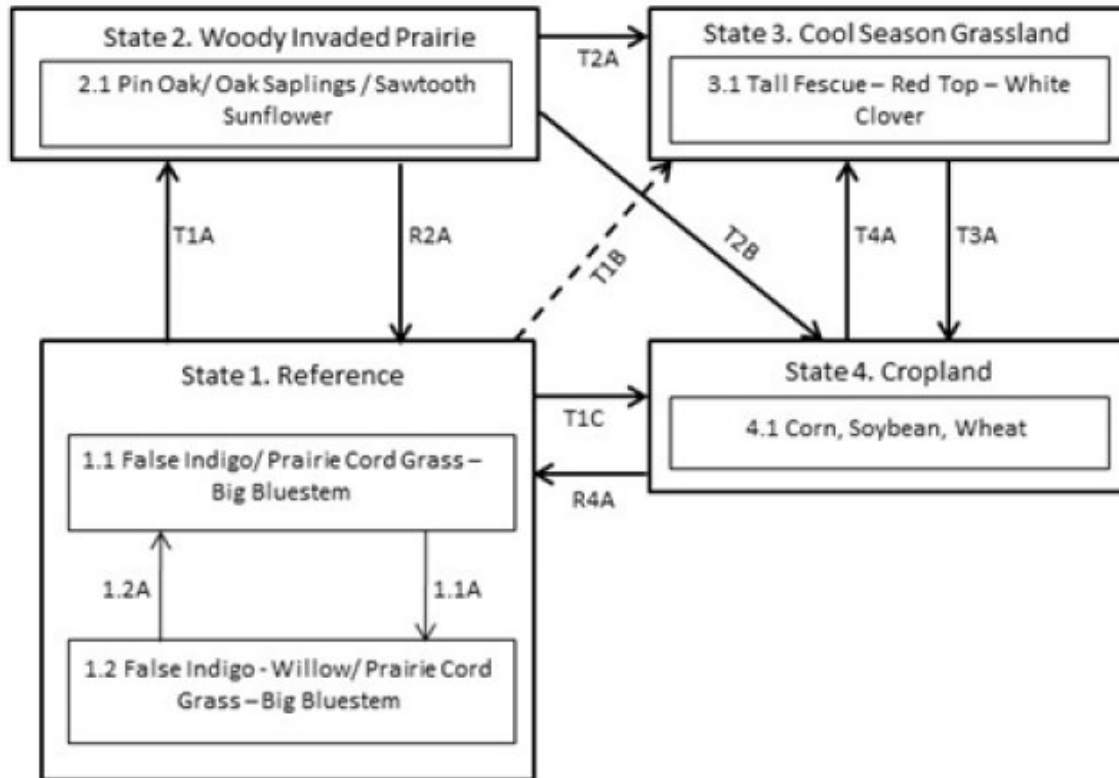 State 2. Woody Invaded Prairie
2.1 Pin Oak/ Oak Saplings / Sawtooth
Sunflower
T2A
State 3. Cool Season Grassland
3.1 Tall Fescue – Red Top – White
Clover
T1A
R2A
T1B
T2B
T4A
T3A
State 1. Reference
1.1 False Indigo/ Prairie Cord Grass –
Big Bluestem
1.2A
1.1A
1.2 False Indigo - Willow/ Prairie Cord
Grass – Big Bluestem
T1C
R4A
State 4. Cropland
4.1 Corn, Soybean, Wheat